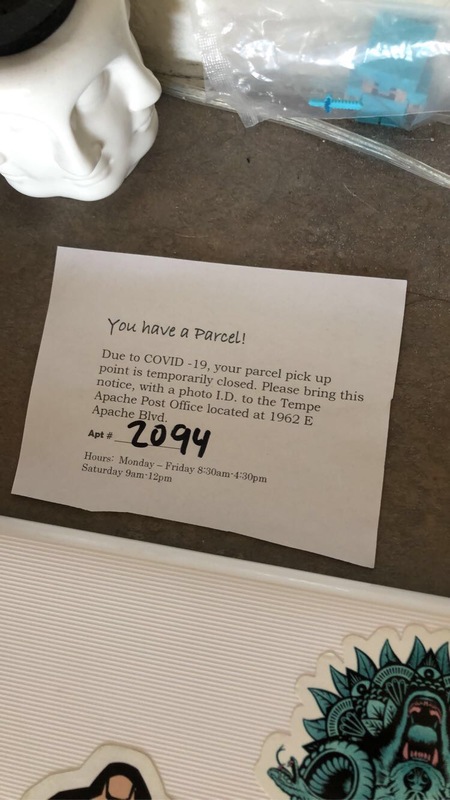 You have a Parcel!
Due to COVID -19, your parcel pick up
point is temporarily closed. Please bring this
notice, with a photo I.D. to the Tempe
Apache Post Office located at 1962 E
Apache Blvd.
Apt # 2094
Hours: Monday – Friday 8:30am-4:30pm
Saturday 9am-12pm